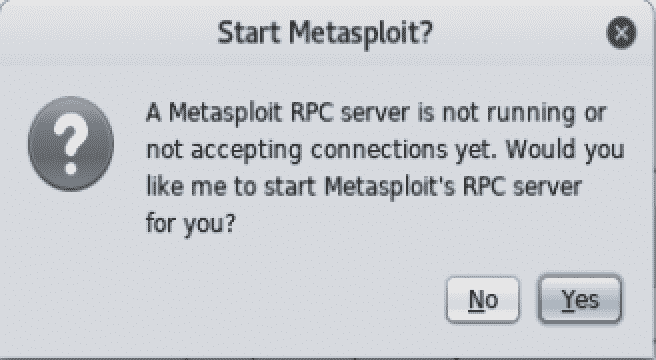 Start Metasploit?
A Metasploit RPC server is not running or
not accepting connections yet. Would you
like me to start Metasploit's RPC server
for you?
No
Yes